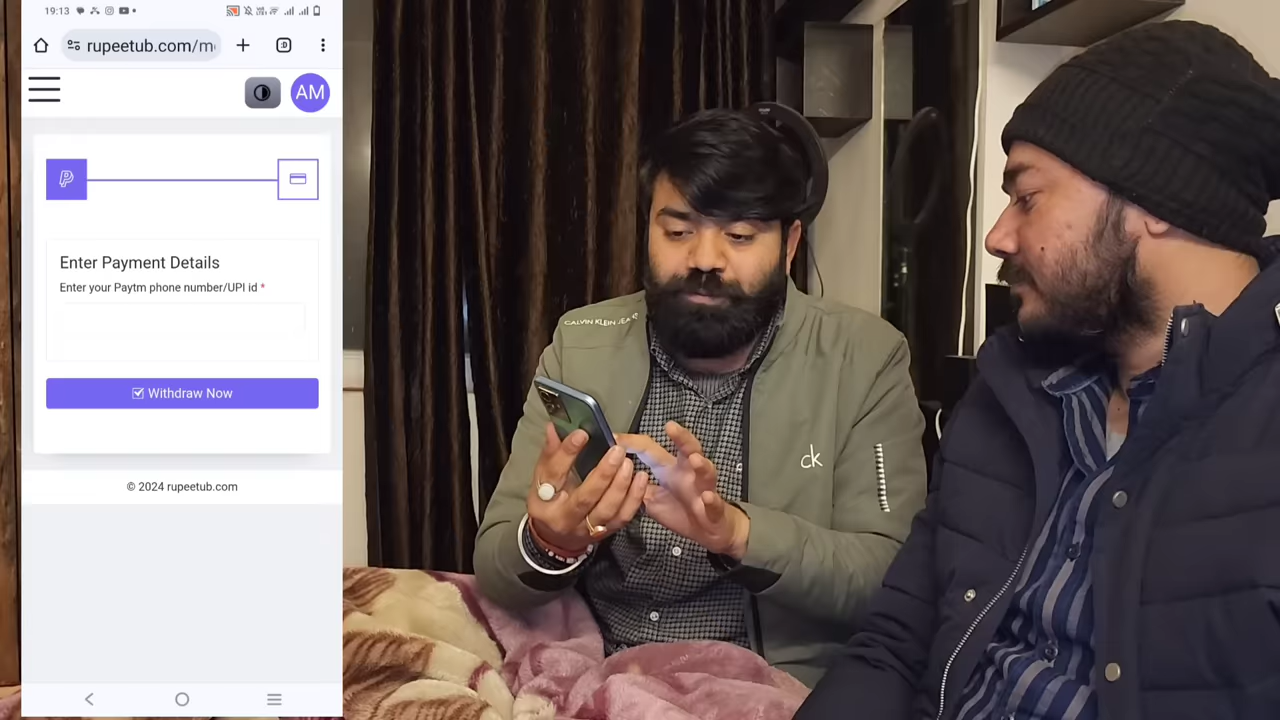 19:13
rupeetub.com/m
AM
Enter Payment Details
Enter your Paytm phone number/UPI id *
Withdraw Now
© 2024 rupeetub.com
CALVIN KLEIN JEA
ck